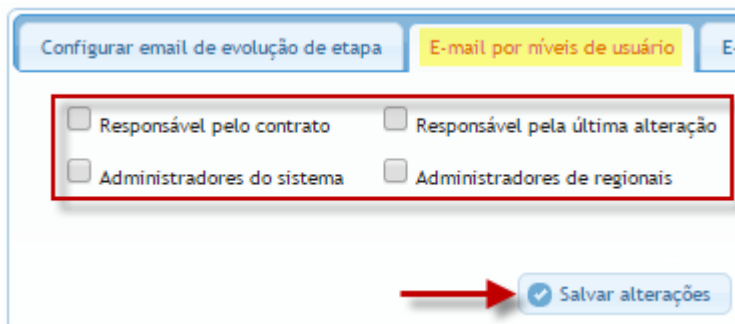 Configurar email de evolução de etapa E-mail por níveis de usuário E-
Responsável pelo contrato Responsável pela última alteração
Administradores do sistema Administradores de regionais
Salvar alterações